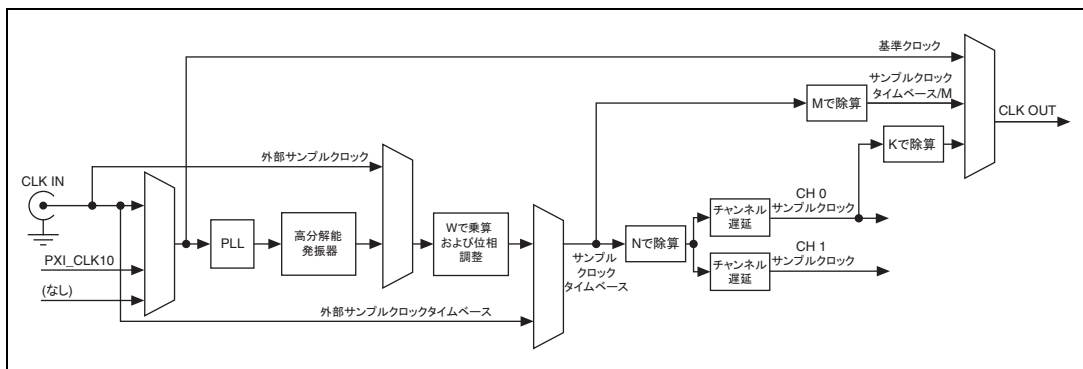 基準クロック
サンプルクロック
タイムベース/M
Mで除算
CLK OUT
Kで除算
外部サンプルクロック
CLK IN
CH 0
サンプルクロック
チャンネル
遅延
PLL
高分解能
発振器
Wで乗算
および位相
調整
Nで除算
サンプル
クロック
タイムベース
CH 1
サンプルクロック
チャンネル
遅延
PXI_CLK10
(なし)
外部サンプルクロックタイムベース